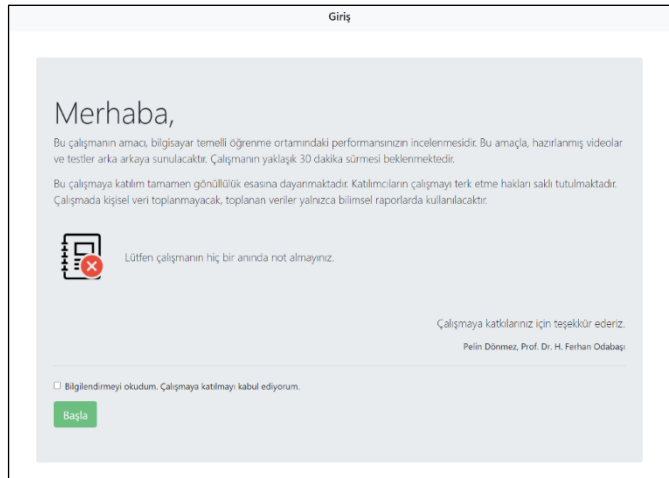 Giriş
Merhaba,
Bu çalışmanın amacı, bilgisayar temelli öğrenme ortamındaki performansınızın incelenmesidir. Bu amaçla, hazırlanmış videolar
ve testler arka arkaya sunulacaktır. Çalışmanın yaklaşık 30 dakika sürmesi beklenmektedir.
Bu çalışmaya katılım tamamen gönüllülük esasına dayanmaktadır. Katılımcıların çalışmayı terk etme hakları saklı tutulmaktadır.
Çalışmada kişisel veri toplanmayacak, toplanan veriler yalnızca bilimsel raporlarda kullanılacaktır.
Lütfen çalışmanın hiç bir anında not almayınız.
Çalışmaya katkılarınız için teşekkür ederiz.
Pelin Dönmez, Prof. Dr. H. Ferhan Odabaşı
Bilgilendirmeyi okudum. Çalışmaya katılmayı kabul ediyorum.
Başla